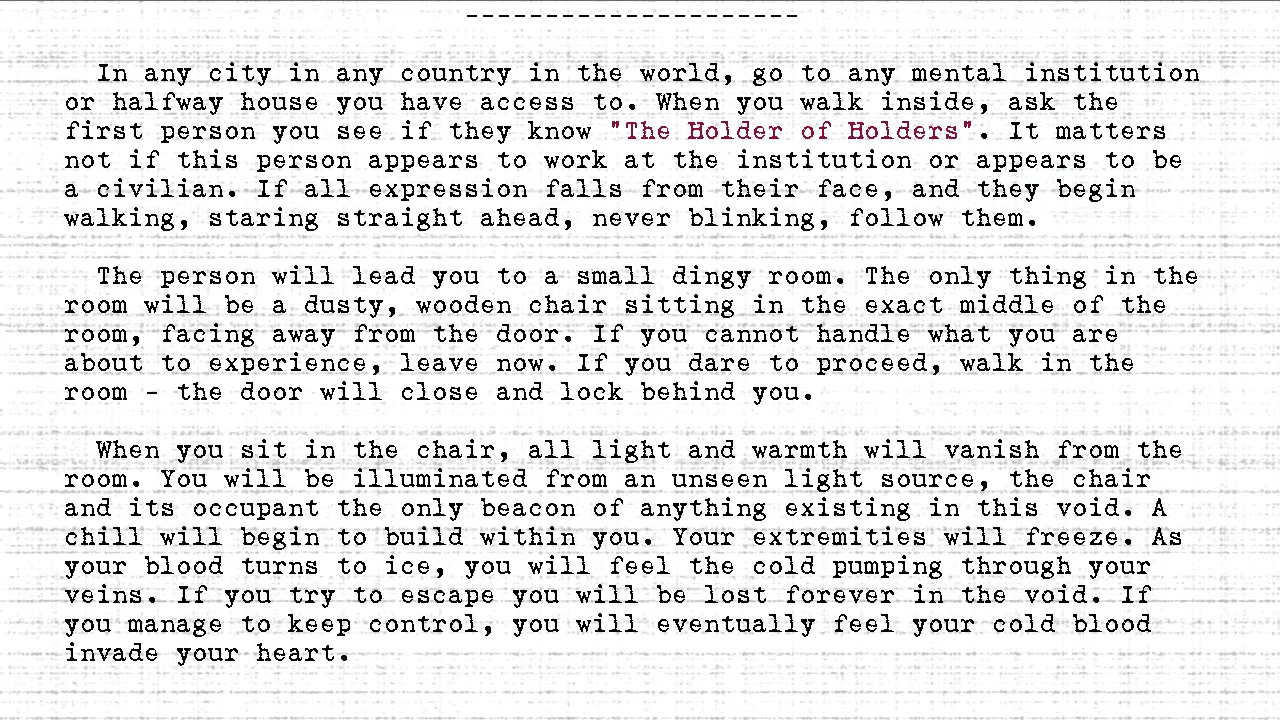 ---------------------
In any city in any country in the world, go to any mental institution
or halfway house you have access to. When you walk inside, ask the
first person you see if they know "The Holder of Holders". It matters
not if this person appears to work at the institution or appears to be
a civilian. If all expression falls from their face, and they begin
walking, staring straight ahead, never blinking, follow them.
The person will lead you to a small dingy room. The only thing in the
room will be a dusty, wooden chair sitting in the exact middle of the
room, facing away from the door. If you cannot handle what you are
about to experience, leave now. If you dare to proceed, walk in the
room - the door will close and lock behind you.
When you sit in the chair, all light and warmth will vanish from the
room. You will be illuminated from an unseen light source, the chair
and its occupant the only beacon of anything existing in this void. A
chill will begin to build within you. Your extremities will freeze. As
your blood turns to ice, you will feel the cold pumping through your
veins. If you try to escape you will be lost forever in the void. If
you manage to keep control, you will eventually feel your cold blood
invade your heart.